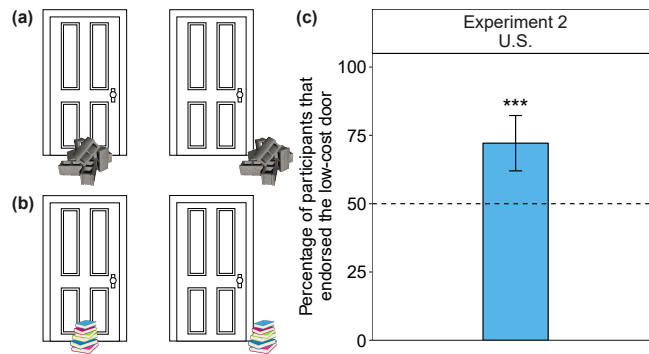 (a)
(b)
(c)
Experiment 2
U.S.
Percentage of participants that
endorsed the low-cost door
100
75
50
25
0
***